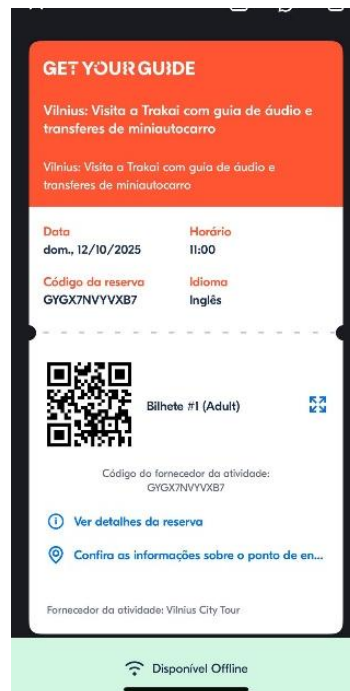 GET YOUR GUIDE
Vilnius: Visita a Trakai com guia de áudio e
transferes de miniautocarro
Vilnius: Visita a Trakai com guia de áudio e
transferes de miniautocarro
Data
Horário
dom., 12/10/2025
11:00
Código da reserva
Idioma
GYGX7NVYVXB7
Inglês
Bilhete #1 (Adult)
Código do fornecedor da atividade:
GYGX7NVYVXB7
Ver detalhes da reserva
Confira as informações sobre o ponto de en...
Fornecedor da atividade: Vilnius City Tour
Disponível Offline